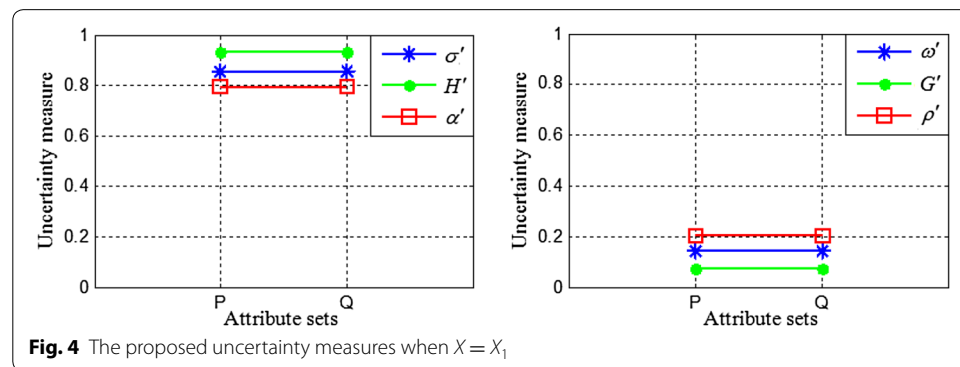 1
0.8
0.6
0.4
0.2
0
Uncertainty measure
P
Q
Attribute sets
σ′
H′
α′
1
0.8
0.6
0.4
0.2
0
Uncertainty measure
P
Q
Attribute sets
ω′
G′
ρ′
Fig. 4 The proposed uncertainty measures when X = X₁